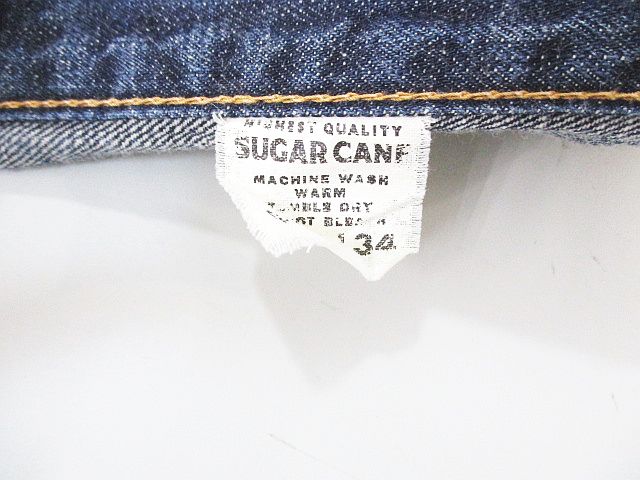 HIGHEST QUALITY
SUGAR CANE
MACHINE WASH
WARM
TUMBLE DRY
34